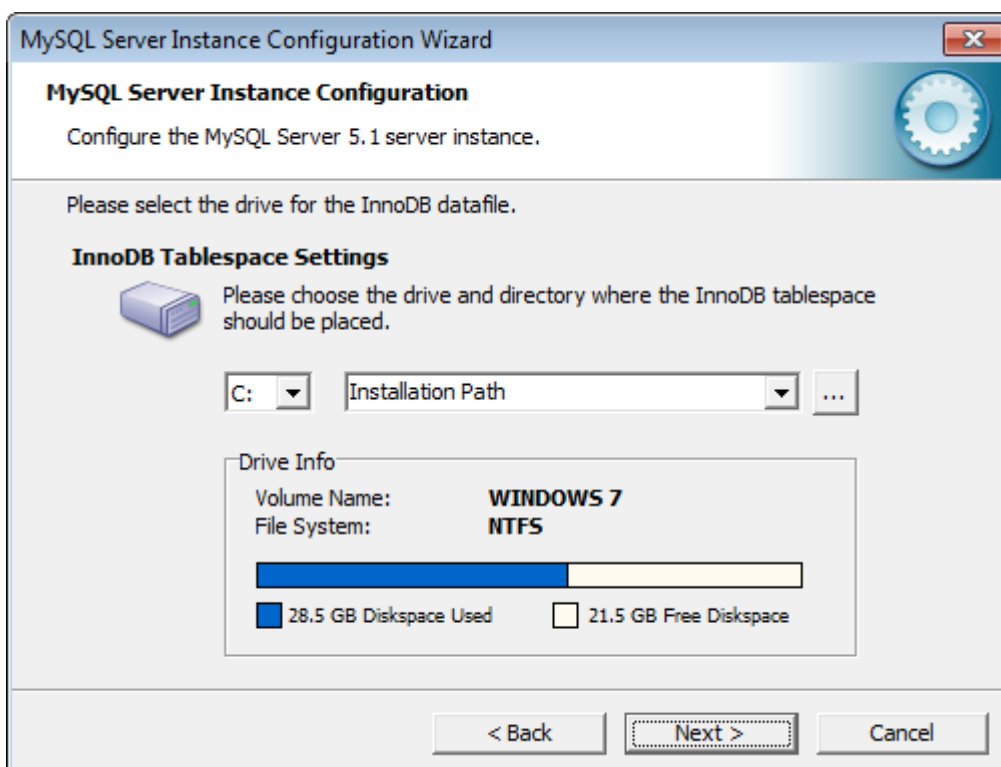 MySQL Server Instance Configuration Wizard
MySQL Server Instance Configuration
Configure the MySQL Server 5.1 server instance.
Please select the drive for the InnoDB datafile.
InnoDB Tablespace Settings
Please choose the drive and directory where the InnoDB tablespace
should be placed.
C: Installation Path ...
Drive Info
Volume Name: WINDOWS 7
File System: NTFS
28.5 GB Diskspace Used 21.5 GB Free Diskspace
< Back Next > Cancel